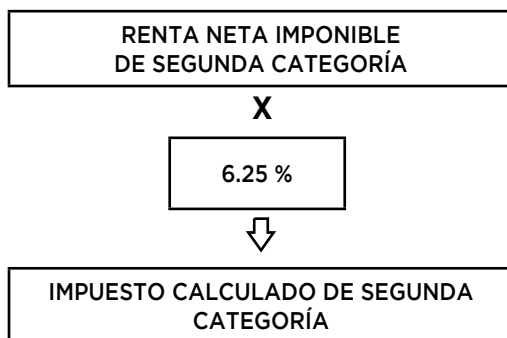 RENTA NETA IMPONIBLE
DE SEGUNDA CATEGORÍA
X
6.25 %
IMPUESTO CALCULADO DE SEGUNDA
CATEGORÍA